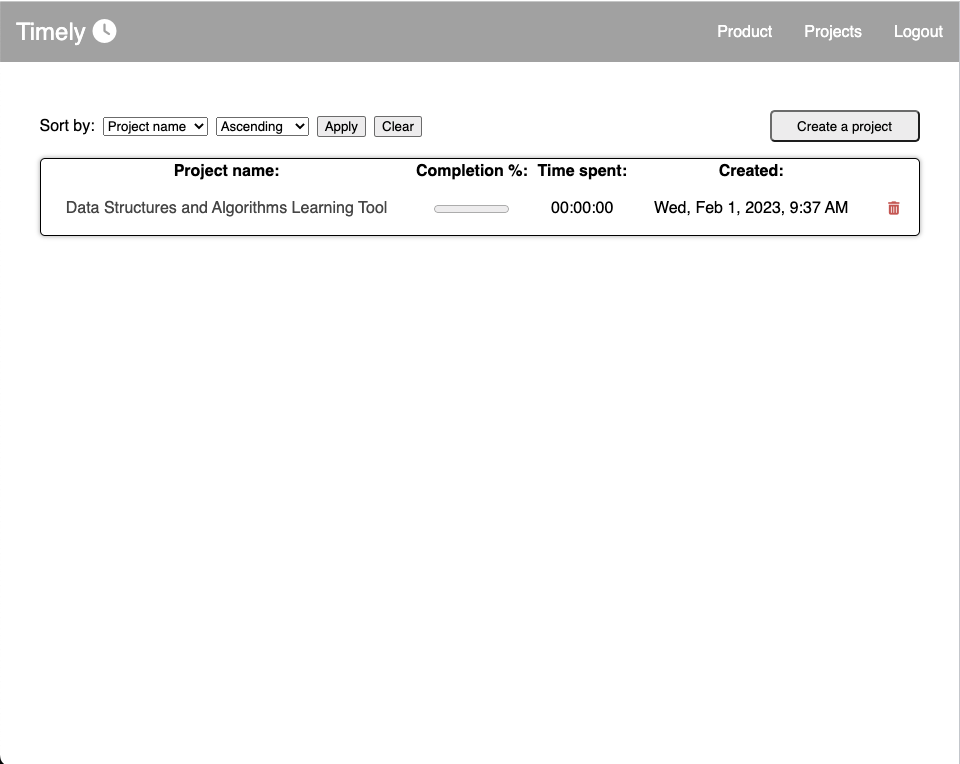 Timely Product Projects Logout
Sort by: Project name Ascending Apply Clear Create a project
Project name: Completion %: Time spent: Created:
Data Structures and Algorithms Learning Tool 00:00:00 Wed, Feb 1, 2023, 9:37 AM